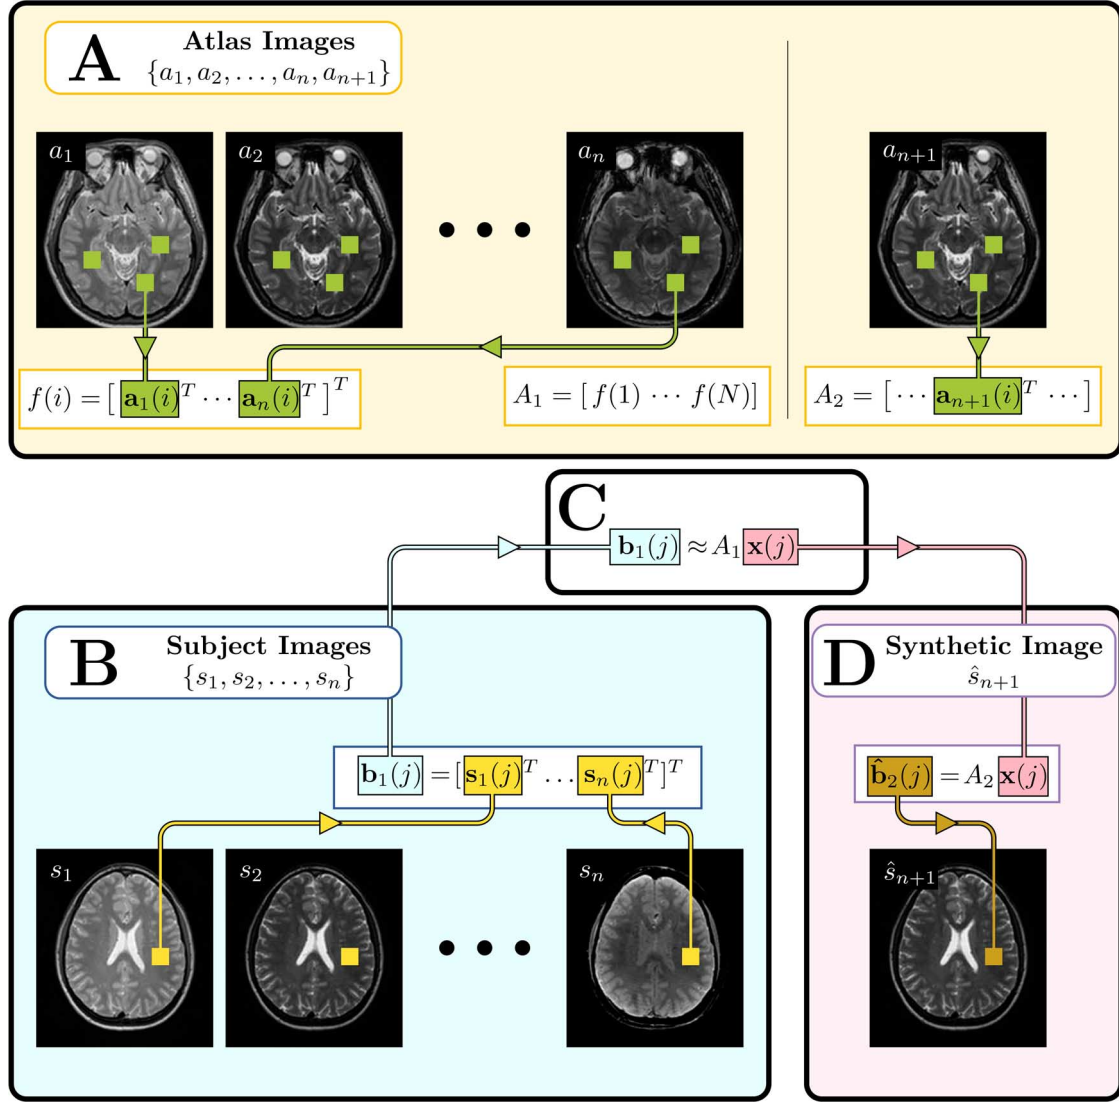 A
Atlas Images
{a₁, a₂, . . . , aₙ, aₙ₊₁}
a₁
a₂
aₙ
aₙ₊₁
f(i) = [ 𝐚₁(i)ᵀ ⋯ 𝐚ₙ(i)ᵀ ]ᵀ
A₁ = [ f(1) ⋯ f(N)]
A₂ = [ ⋯ 𝐚ₙ₊₁(i)ᵀ ⋯ ]
C
𝐛₁(j) ≈ A₁ 𝐱(j)
B
Subject Images
{s₁, s₂, . . . , sₙ}
𝐛₁(j) = [𝐬₁(j)ᵀ . . . 𝐬ₙ(j)ᵀ]ᵀ
s₁
s₂
sₙ
D
Synthetic Image
ŝₙ₊₁
𝐛̂₂(j) = A₂ 𝐱(j)
ŝₙ₊₁